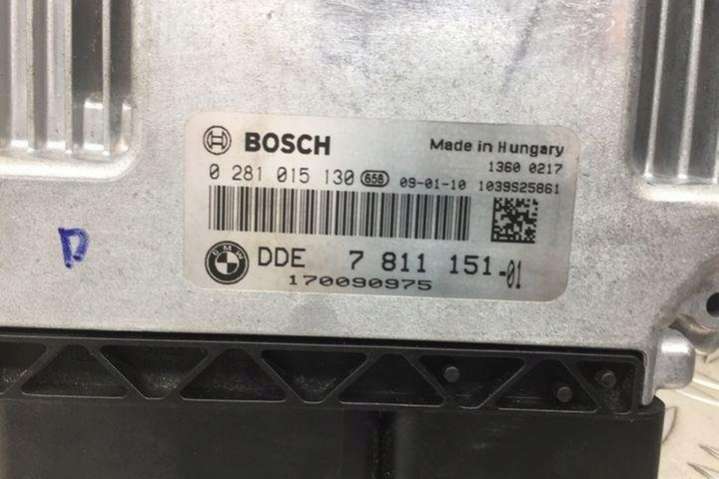 BOSCH Made in Hungary
1360 0217
0 281 015 130 658 09-01-10 1039S25861
BMW DDE 7 811 151-01
170090975
D